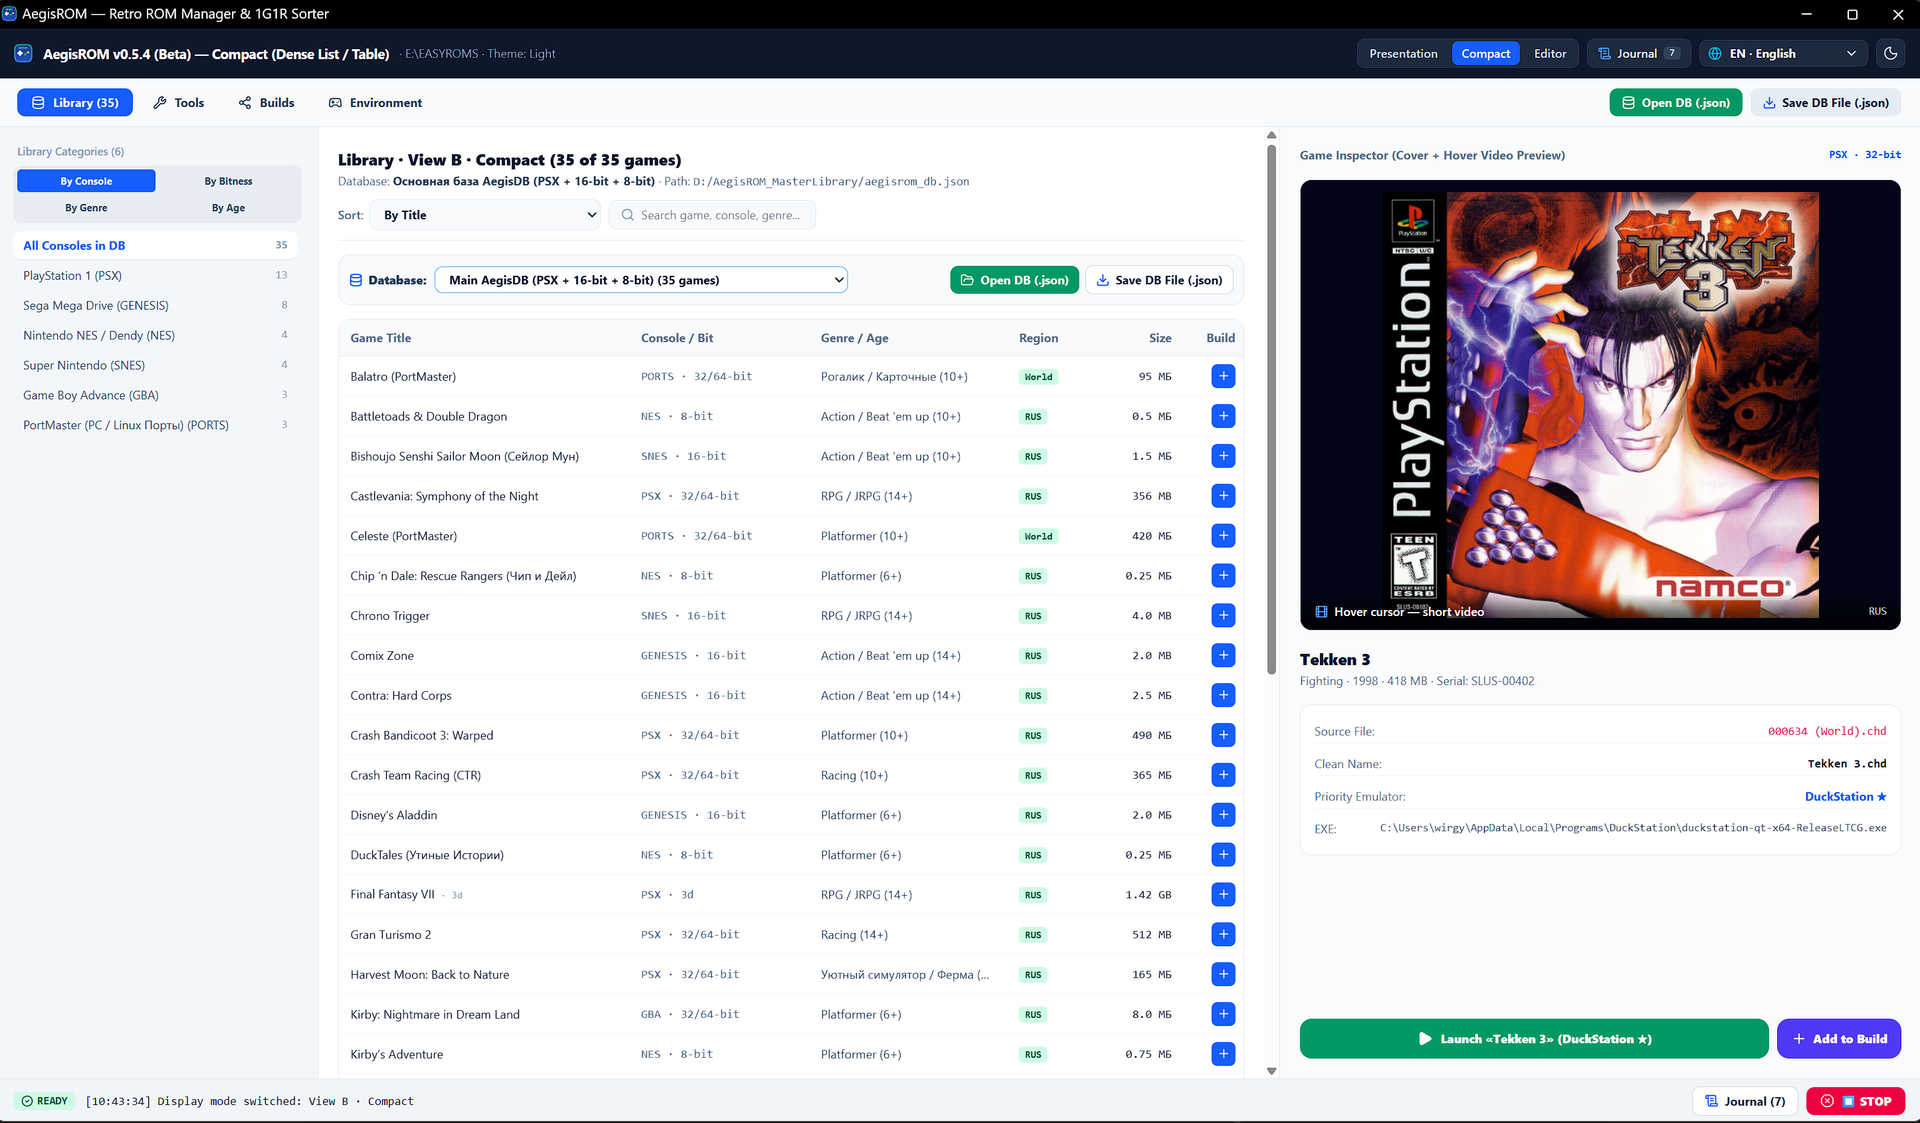 AegisROM — Retro ROM Manager & 1G1R Sorter
AegisROM v0.5.4 (Beta) — Compact (Dense List / Table) · E:\EASYROMS · Theme: Light
Presentation Compact Editor Journal 7 EN · English
Library (35) Tools Builds Environment Open DB (.json) Save DB File (.json)
Library Categories (6)
By Console By Bitness
By Genre By Age
All Consoles in DB 35
PlayStation 1 (PSX) 13
Sega Mega Drive (GENESIS) 8
Nintendo NES / Dendy (NES) 4
Super Nintendo (SNES) 4
Game Boy Advance (GBA) 3
PortMaster (PC / Linux Порты) (PORTS) 3
Library · View B · Compact (35 of 35 games)
Database: Основная база AegisDB (PSX + 16-bit + 8-bit) · Path: D:/AegisROM_MasterLibrary/aegisrom_db.json
Sort: By Title Search game, console, genre...
Database: Main AegisDB (PSX + 16-bit + 8-bit) (35 games) Open DB (.json) Save DB File (.json)
Game Title Console / Bit Genre / Age Region Size Build
Balatro (PortMaster) PORTS · 32/64-bit Рогалик / Карточные (10+) World 95 МБ +
Battletoads & Double Dragon NES · 8-bit Action / Beat 'em up (10+) RUS 0.5 МБ +
Bishoujo Senshi Sailor Moon (Сейлор Мун) SNES · 16-bit Action / Beat 'em up (10+) RUS 1.5 МБ +
Castlevania: Symphony of the Night PSX · 32/64-bit RPG / JRPG (14+) RUS 356 MB +
Celeste (PortMaster) PORTS · 32/64-bit Platformer (10+) World 420 МБ +
Chip 'n Dale: Rescue Rangers (Чип и Дейл) NES · 8-bit Platformer (6+) RUS 0.25 МБ +
Chrono Trigger SNES · 16-bit RPG / JRPG (14+) RUS 4.0 MB +
Comix Zone GENESIS · 16-bit Action / Beat 'em up (14+) RUS 2.0 MB +
Contra: Hard Corps GENESIS · 16-bit Action / Beat 'em up (14+) RUS 2.5 МБ +
Crash Bandicoot 3: Warped PSX · 32/64-bit Platformer (10+) RUS 490 MB +
Crash Team Racing (CTR) PSX · 32/64-bit Racing (10+) RUS 365 МБ +
Disney's Aladdin GENESIS · 16-bit Platformer (6+) RUS 2.0 МБ +
DuckTales (Утиные Истории) NES · 8-bit Platformer (6+) RUS 0.25 МБ +
Final Fantasy VII · 3d PSX · 3d RPG / JRPG (14+) RUS 1.42 GB +
Gran Turismo 2 PSX · 32/64-bit Racing (14+) RUS 512 MB +
Harvest Moon: Back to Nature PSX · 32/64-bit Уютный симулятор / Ферма (... RUS 165 МБ +
Kirby: Nightmare in Dream Land GBA · 32/64-bit Platformer (6+) RUS 8.0 МБ +
Kirby's Adventure NES · 8-bit Platformer (6+) RUS 0.75 МБ +
Game Inspector (Cover + Hover Video Preview) PSX · 32-bit
PlayStation
NTSC U/C
PlayStation
TEKKEN
3
TEEN
T
CONTENT RATED BY
ESRB
SLUS-00402
namco
Hover cursor — short video RUS
Tekken 3
Fighting · 1998 · 418 MB · Serial: SLUS-00402
Source File: 000634 (World).chd
Clean Name: Tekken 3.chd
Priority Emulator: DuckStation ★
EXE: C:\Users\wirgy\AppData\Local\Programs\DuckStation\duckstation-qt-x64-ReleaseLTCG.exe
Launch «Tekken 3» (DuckStation ★) + Add to Build
READY [10:43:34] Display mode switched: View B · Compact Journal (7) STOP